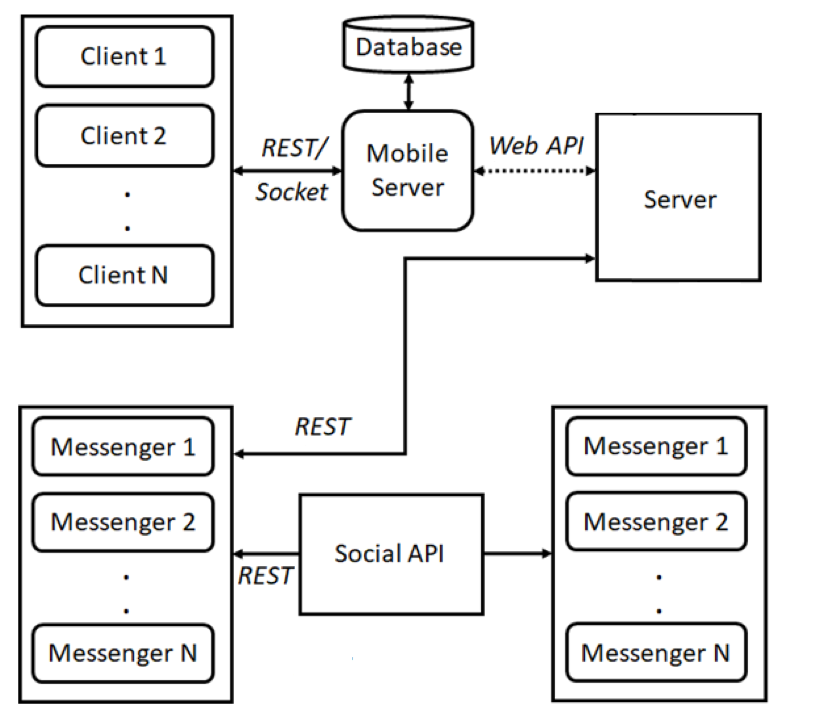 Client 1
Client 2
.
.
Client N
Database
REST/
Socket
Mobile
Server
Web API
Server
REST
Messenger 1
Messenger 2
.
.
Messenger N
REST
Social API
Messenger 1
Messenger 2
.
.
Messenger N